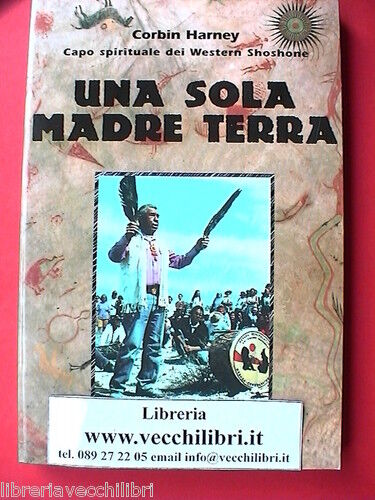 Corbin Harney
Capo spirituale dei Western Shoshone
UNA SOLA
MADRE TERRA
Libreria
www.vecchilibri.it
tel. 089 27 22 05 email info@vecchilibri.it
libreriavecchilibri